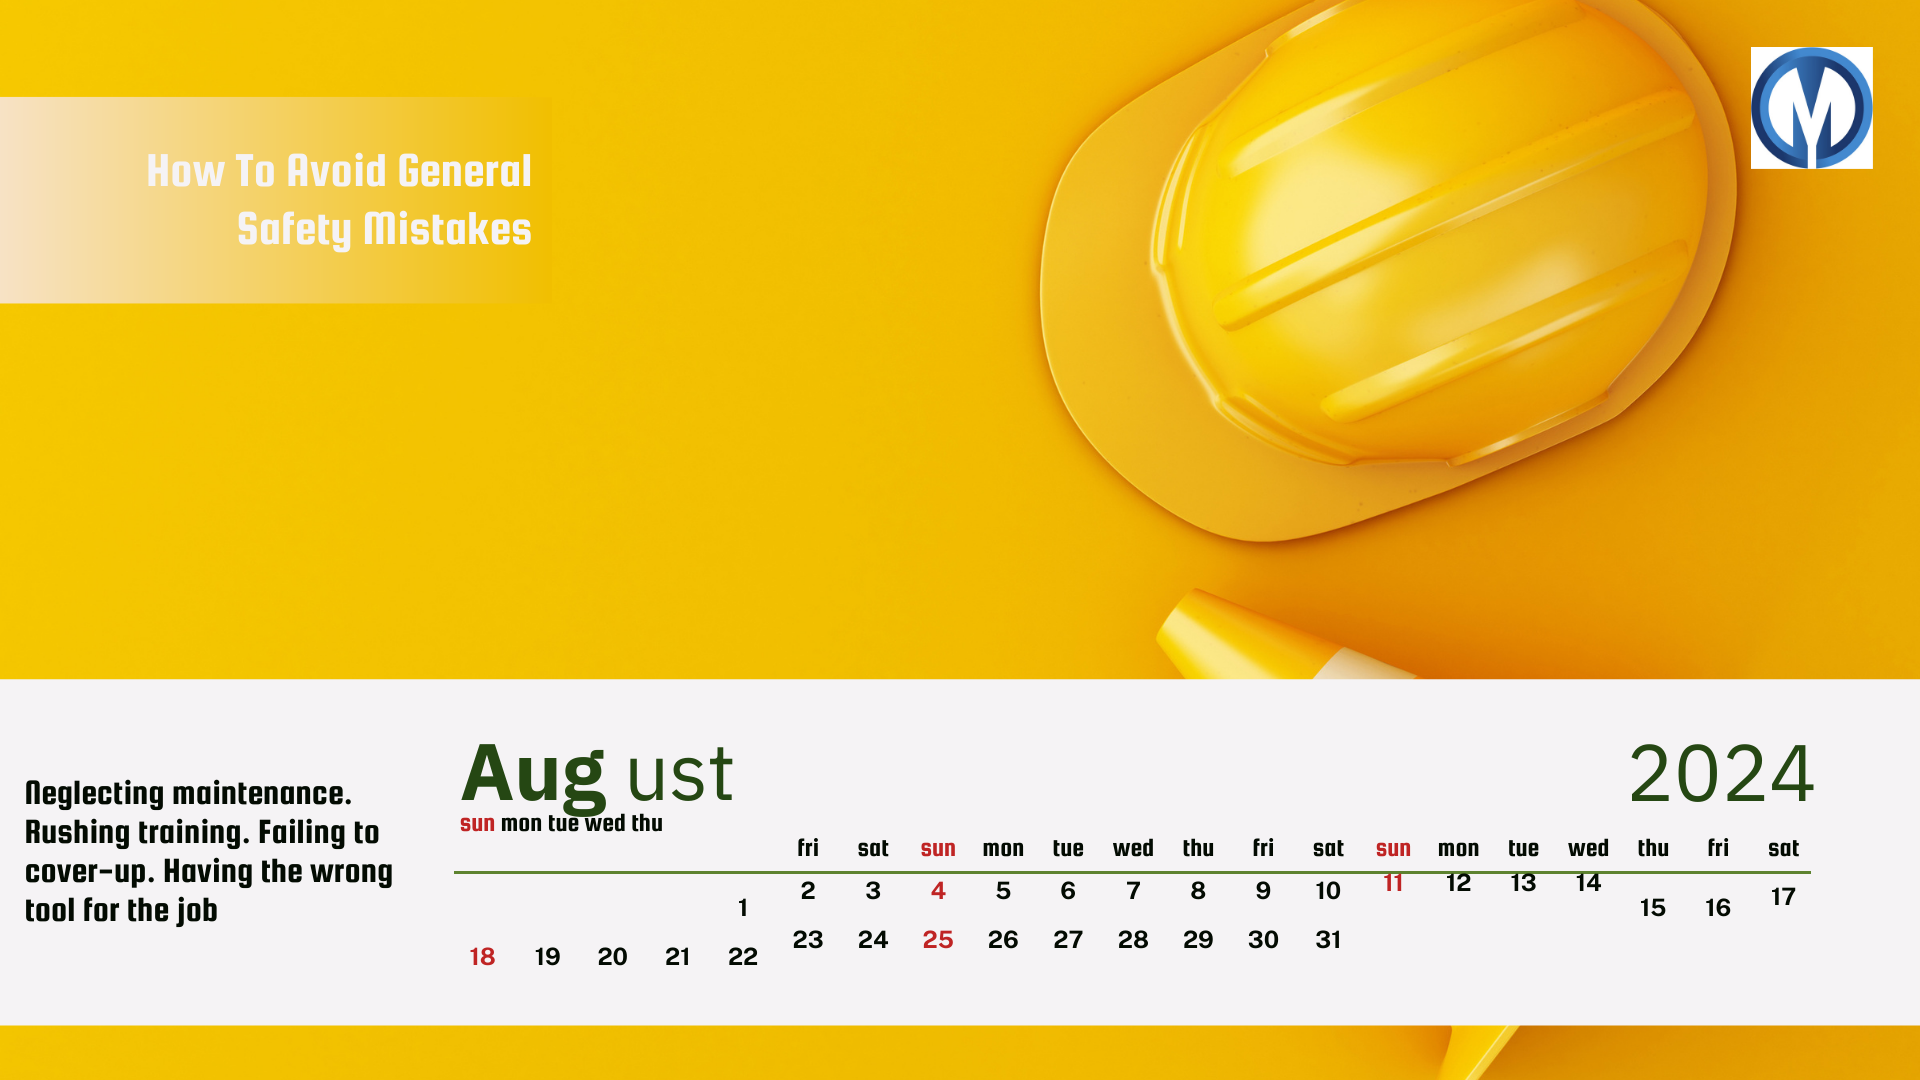 How To Avoid General
Safety Mistakes
M
Neglecting maintenance.
Rushing training. Failing to
cover-up. Having the wrong
tool for the job
Aug ust 2024
sun mon tue wed thu
fri sat sun mon tue wed thu fri sat sun mon tue wed thu fri sat
1 2 3 4 5 6 7 8 9 10 11 12 13 14 15 16 17
18 19 20 21 22 23 24 25 26 27 28 29 30 31